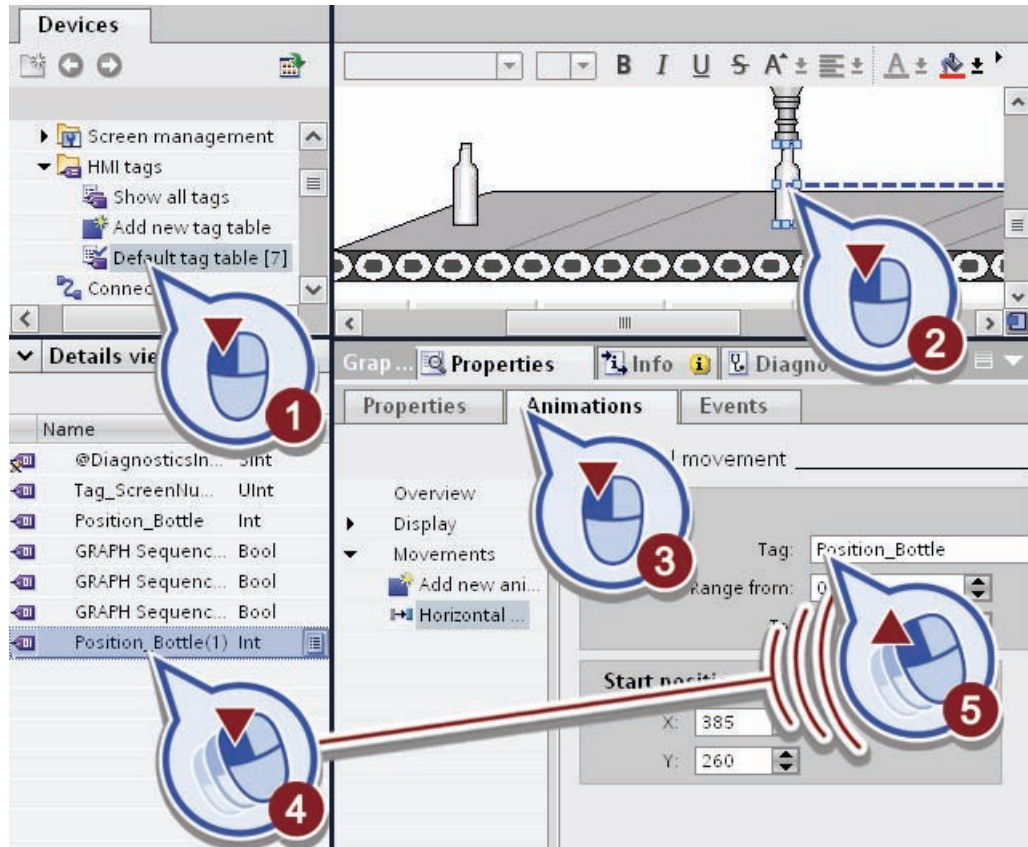 Devices
B I U S A A
Screen management
HMI tags
Show all tags
Add new tag table
Default tag table [7]
1
2
Details
Name
@DiagnosticsIn...
Tag_ScreenNu... UInt
Position_Bottle Int
GRAPH Sequenc... Bool
GRAPH Sequenc... Bool
GRAPH Sequenc... Bool
Position_Bottle(1) Int
4
Properties Info
Properties Animations Events
movement
Overview
Display
Movements
Add new ani...
Horizontal ...
3
Tag: Position_Bottle
Range from: 0
5
Start
X: 385
Y: 260